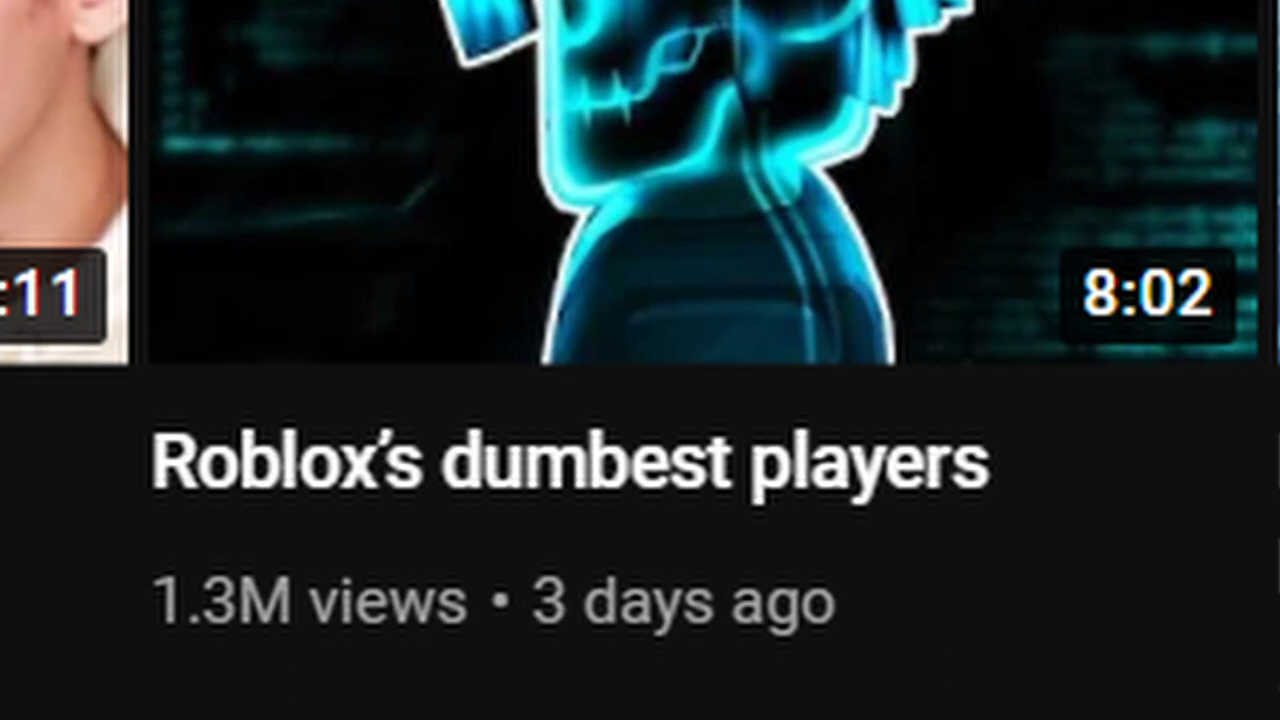 :11
8:02
Roblox’s dumbest players
1.3M views • 3 days ago